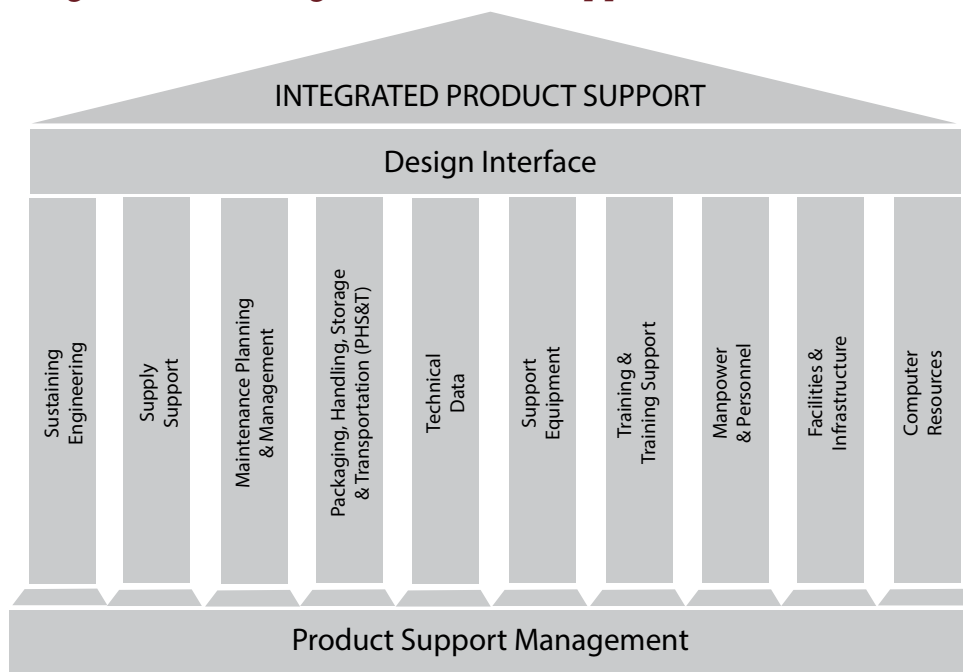 INTEGRATED PRODUCT SUPPORT
Design Interface
Sustaining
Engineering
Supply
Support
Maintenance Planning
& Management
Packaging, Handling, Storage
& Transportation (PHS&T)
Technical
Data
Support
Equipment
Training &
Training Support
Manpower
& Personnel
Facilities &
Infrastructure
Computer
Resources
Product Support Management